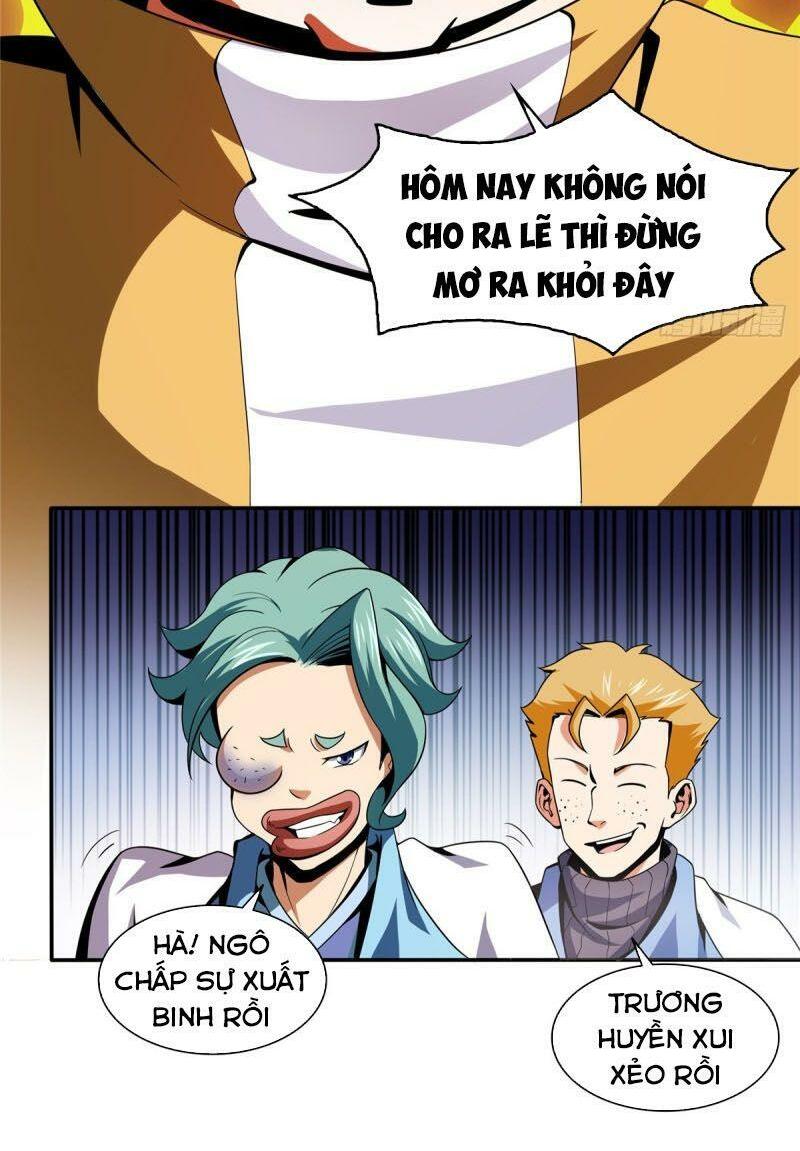 HÔM NAY KHÔNG NÓI
CHO RA LẼ THÌ ĐỪNG
MƠ RA KHỎI ĐÂY
HÀ! NGÔ
CHẤP SỰ XUẤT
BINH RỒI
TRƯƠNG
HUYỀN XUI
XẺO RỒI